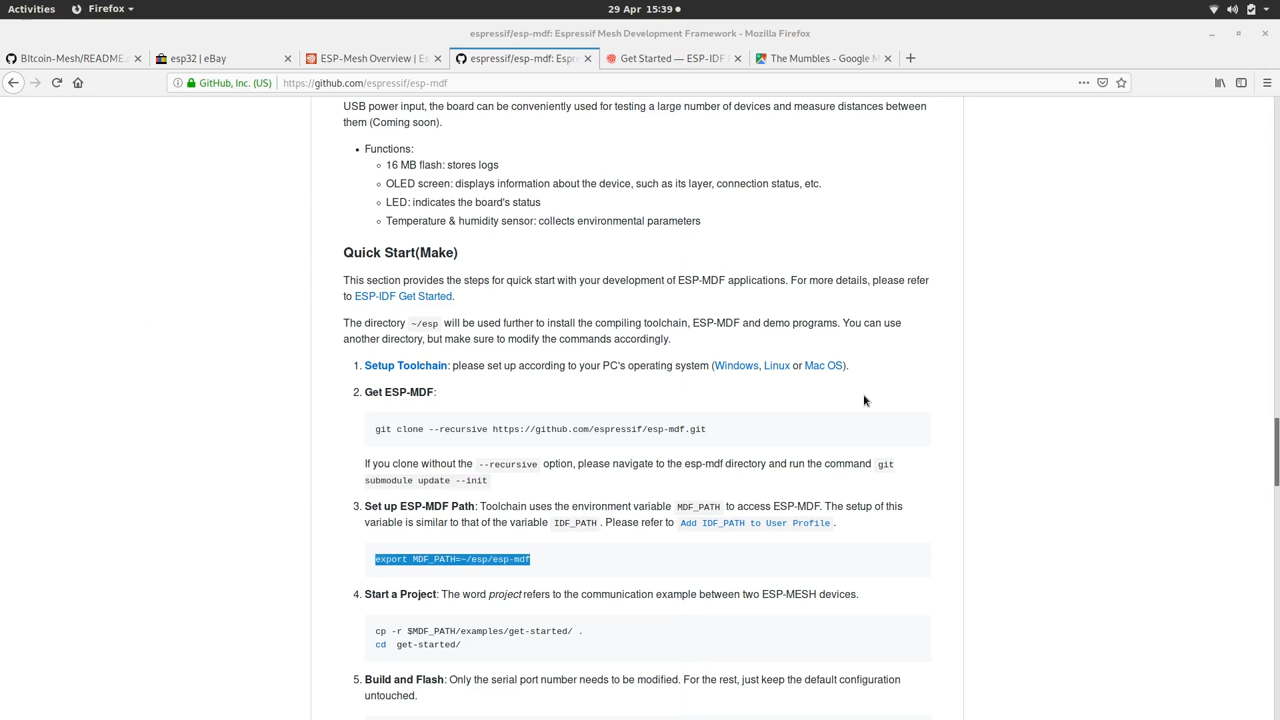 Activities
Firefox
29 Apr 15:39
espressif/esp-mdf: Espressif Mesh Development Framework - Mozilla Firefox
BItcoin-Mesh/README.
esp32 | eBay
ESP-Mesh Overview | Es
espressif/esp-mdf: Espre
Get Started — ESP-IDF P
The Mumbles - Google M
GitHub, Inc. (US)
https://github.com/espressif/esp-mdf
USB power input, the board can be conveniently used for testing a large number of devices and measure distances between
them (Coming soon).
• Functions:
16 MB flash: stores logs
OLED screen: displays information about the device, such as its layer, connection status, etc.
LED: indicates the board's status
Temperature & humidity sensor: collects environmental parameters
Quick Start(Make)
This section provides the steps for quick start with your development of ESP-MDF applications. For more details, please refer
to ESP-IDF Get Started.
The directory ~/esp will be used further to install the compiling toolchain, ESP-MDF and demo programs. You can use
another directory, but make sure to modify the commands accordingly.
1. Setup Toolchain: please set up according to your PC's operating system (Windows, Linux or Mac OS).
2. Get ESP-MDF:
git clone --recursive https://github.com/espressif/esp-mdf.git
If you clone without the --recursive option, please navigate to the esp-mdf directory and run the command git
submodule update --init
3. Set up ESP-MDF Path: Toolchain uses the environment variable MDF_PATH to access ESP-MDF. The setup of this
variable is similar to that of the variable IDF_PATH. Please refer to Add IDF_PATH to User Profile.
export MDF_PATH=~/esp/esp-mdf
4. Start a Project: The word project refers to the communication example between two ESP-MESH devices.
cp -r $MDF_PATH/examples/get-started/ .
cd get-started/
5. Build and Flash: Only the serial port number needs to be modified. For the rest, just keep the default configuration
untouched.